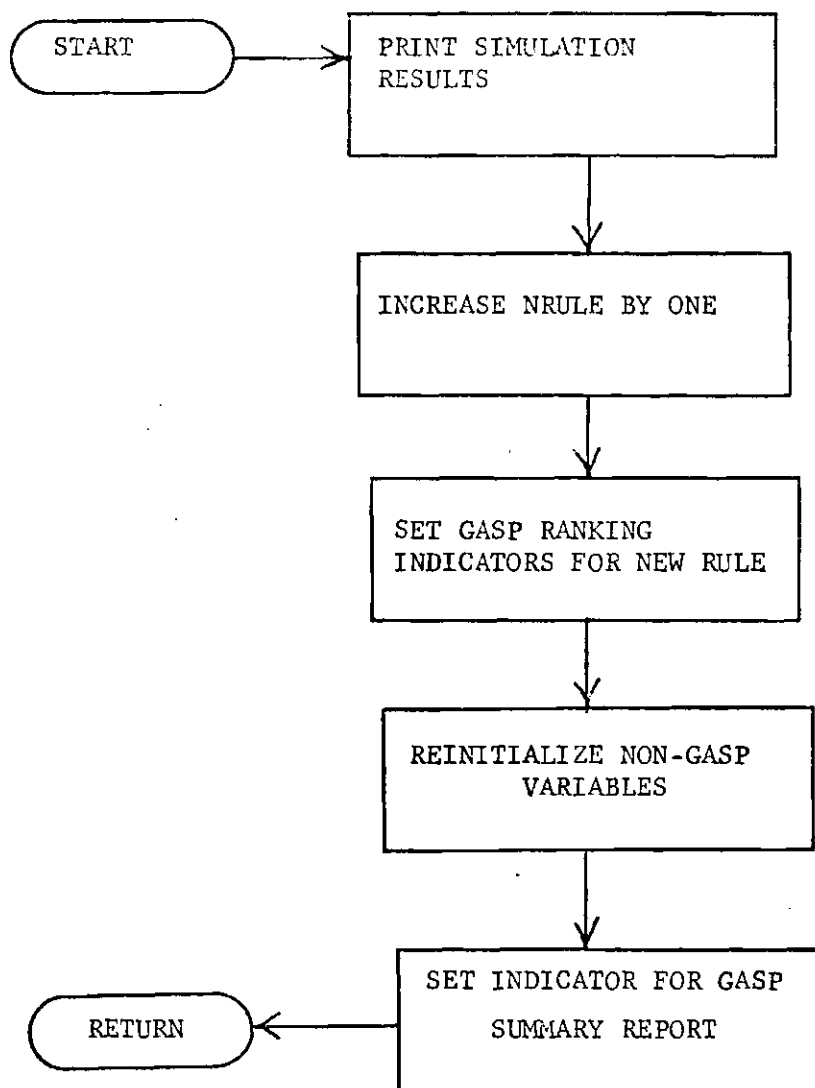 START
PRINT SIMULATION
RESULTS
INCREASE NRULE BY ONE
SET GASP RANKING
INDICATORS FOR NEW RULE
REINITIALIZE NON-GASP
VARIABLES
SET INDICATOR FOR GASP
SUMMARY REPORT
RETURN